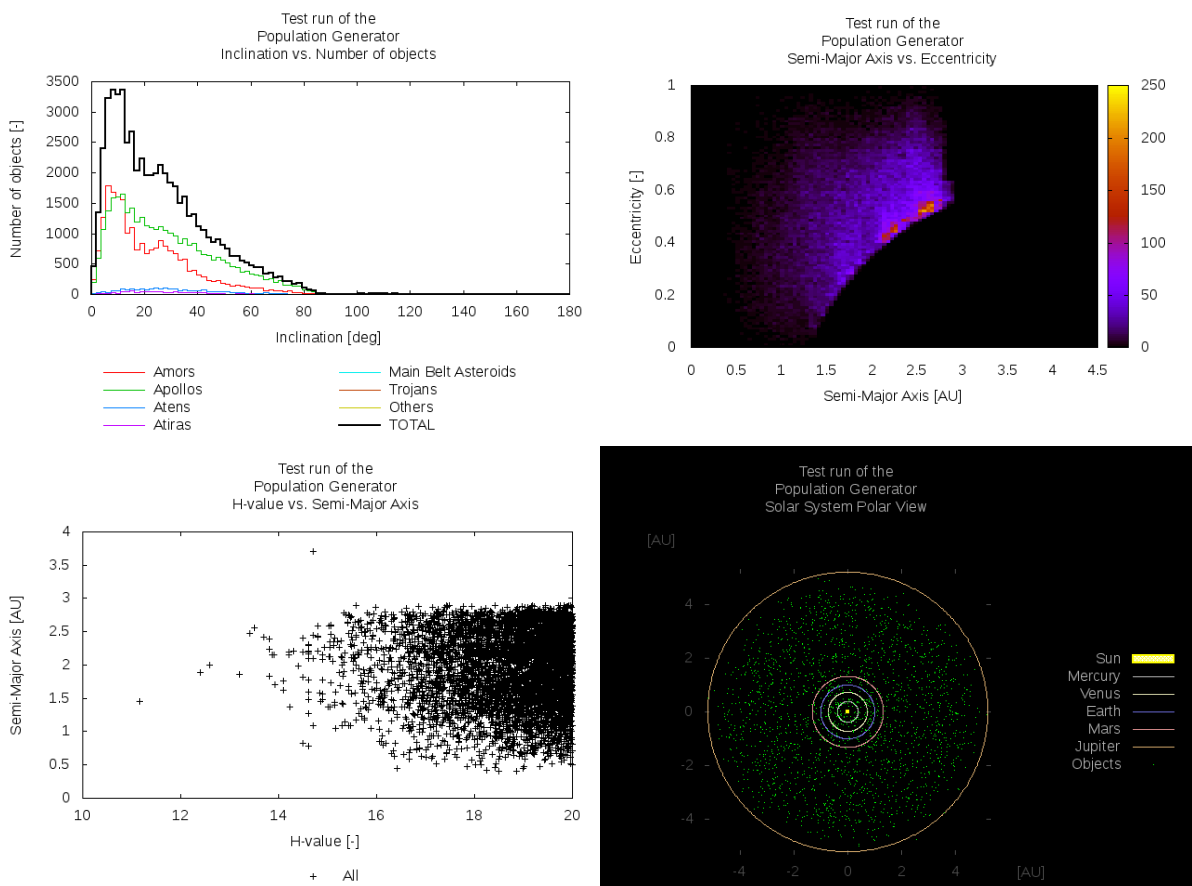 Test run of the
Population Generator
Inclination vs. Number of objects
3500
3000
2500
2000
1500
1000
500
0
Number of objects [-]
0 20 40 60 80 100 120 140 160 180
Inclination [deg]
Amors
Apollos
Atens
Atiras
Main Belt Asteroids
Trojans
Others
TOTAL
Test run of the
Population Generator
Semi-Major Axis vs. Eccentricity
1
0.8
0.6
0.4
0.2
0
Eccentricity [-]
0 0.5 1 1.5 2 2.5 3 3.5 4 4.5
Semi-Major Axis [AU]
250
200
150
100
50
0
Test run of the
Population Generator
H-value vs. Semi-Major Axis
4
3.5
3
2.5
2
1.5
1
0.5
0
Semi-Major Axis [AU]
10 12 14 16 18 20
H-value [-]
+ All
Test run of the
Population Generator
Solar System Polar View
[AU]
4
2
0
-2
-4
-4 -2 0 2 4
[AU]
Sun
Mercury
Venus
Earth
Mars
Jupiter
Objects